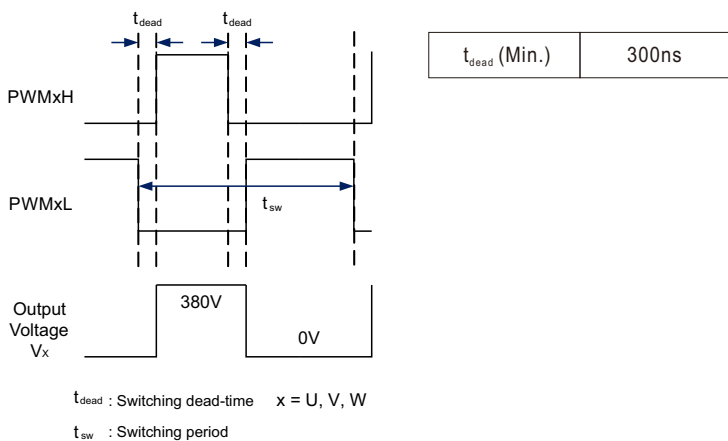 t_dead t_dead
t_dead (Min.) 300ns
PWMxH
PWMxL
t_sw
380V
Output
Voltage
Vx
0V
t_dead : Switching dead-time x = U, V, W
t_sw : Switching period